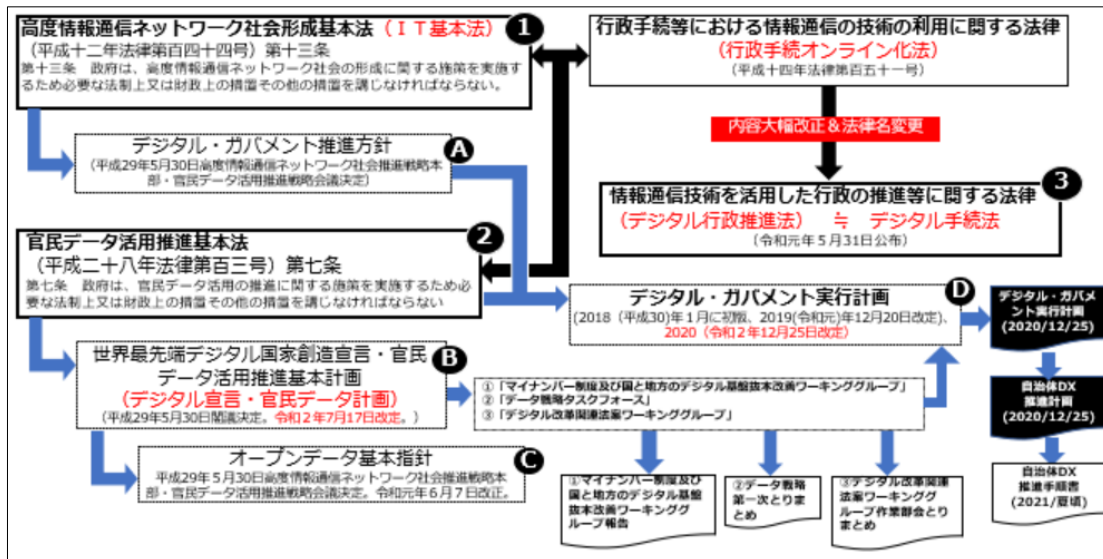 高度情報通信ネットワーク社会形成基本法(IT基本法)
❶
(平成十二年法律第百四十四号)第十三条
第十三条 政府は、高度情報通信ネットワーク社会の形成に関する施策を実施す
るため必要な法制上又は財政上の措置その他の措置を講じなければならない。
行政手続等における情報通信の技術の利用に関する法律
(行政手続オンライン化法)
(平成十四年法律第百五十一号)
内容大幅改正&法律名変更
デジタル・ガバメント推進方針
Ⓐ
(平成29年5月30日高度情報通信ネットワーク社会推進戦略本
部・官民データ活用推進戦略会議決定)
❸
情報通信技術を活用した行政の推進等に関する法律
(デジタル行政推進法) ≒ デジタル手続法
(令和元年5月31日公布)
官民データ活用推進基本法
❷
(平成二十八年法律第百三号)第七条
第七条 政府は、官民データ活用の推進に関する施策を実施するため必
要な法制上又は財政上の措置その他の措置を講じなければならない
デジタル・ガバメント実行計画
Ⓓ
(2018(平成30)年1月に初版、2019(令和元)年12月20改定)、
2020(令和2年12月25日改定)
デジタル・ガバメ
ント実行計画
(2020/12/25)
世界最先端デジタル国家創造宣言・官民
Ⓑ
データ活用推進基本計画
(デジタル宣言・官民データ計画)
(平成29年5月30日閣議決定。令和2年7月17日改定。)
①「マイナンバー制度及び国と地方のデジタル基盤抜本改善ワーキンググループ」
②「データ戦略タスクフォース」
③「デジタル改革関連法案ワーキンググループ」
自治体DX
推進計画
(2020/12/25)
オープンデータ基本指針
Ⓒ
平成29年5月30日高度情報通信ネットワーク社会推進戦略本
部・官民データ活用推進戦略会議決定。令和元年6月7日改正。
①マイナンバー制度及び
国と地方のデジタル基盤
抜本改善ワーキンググ
ループ報告
②データ戦略
第一次とりま
とめ
③デジタル改革関連
法案ワーキンググ
ループ作業部会とり
まとめ
自治体DX
推進手順書
(2021/夏頃)